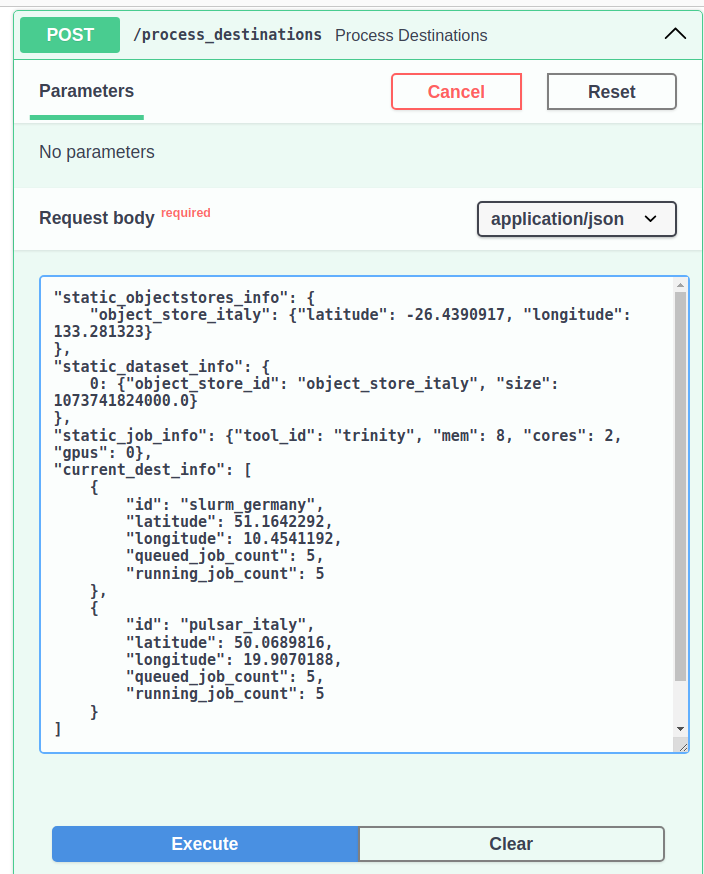 POST /process_destinations Process Destinations
Parameters Cancel Reset
No parameters
Request body required application/json
"static_objectstores_info": {
    "object_store_italy": {"latitude": -26.4390917, "longitude":
133.281323}
},
"static_dataset_info": {
    0: {"object_store_id": "object_store_italy", "size":
1073741824000.0}
},
"static_job_info": {"tool_id": "trinity", "mem": 8, "cores": 2,
"gpus": 0},
"current_dest_info": [
    {
        "id": "slurm_germany",
        "latitude": 51.1642292,
        "longitude": 10.4541192,
        "queued_job_count": 5,
        "running_job_count": 5
    },
    {
        "id": "pulsar_italy",
        "latitude": 50.0689816,
        "longitude": 19.9070188,
        "queued_job_count": 5,
        "running_job_count": 5
    }
]
Execute Clear